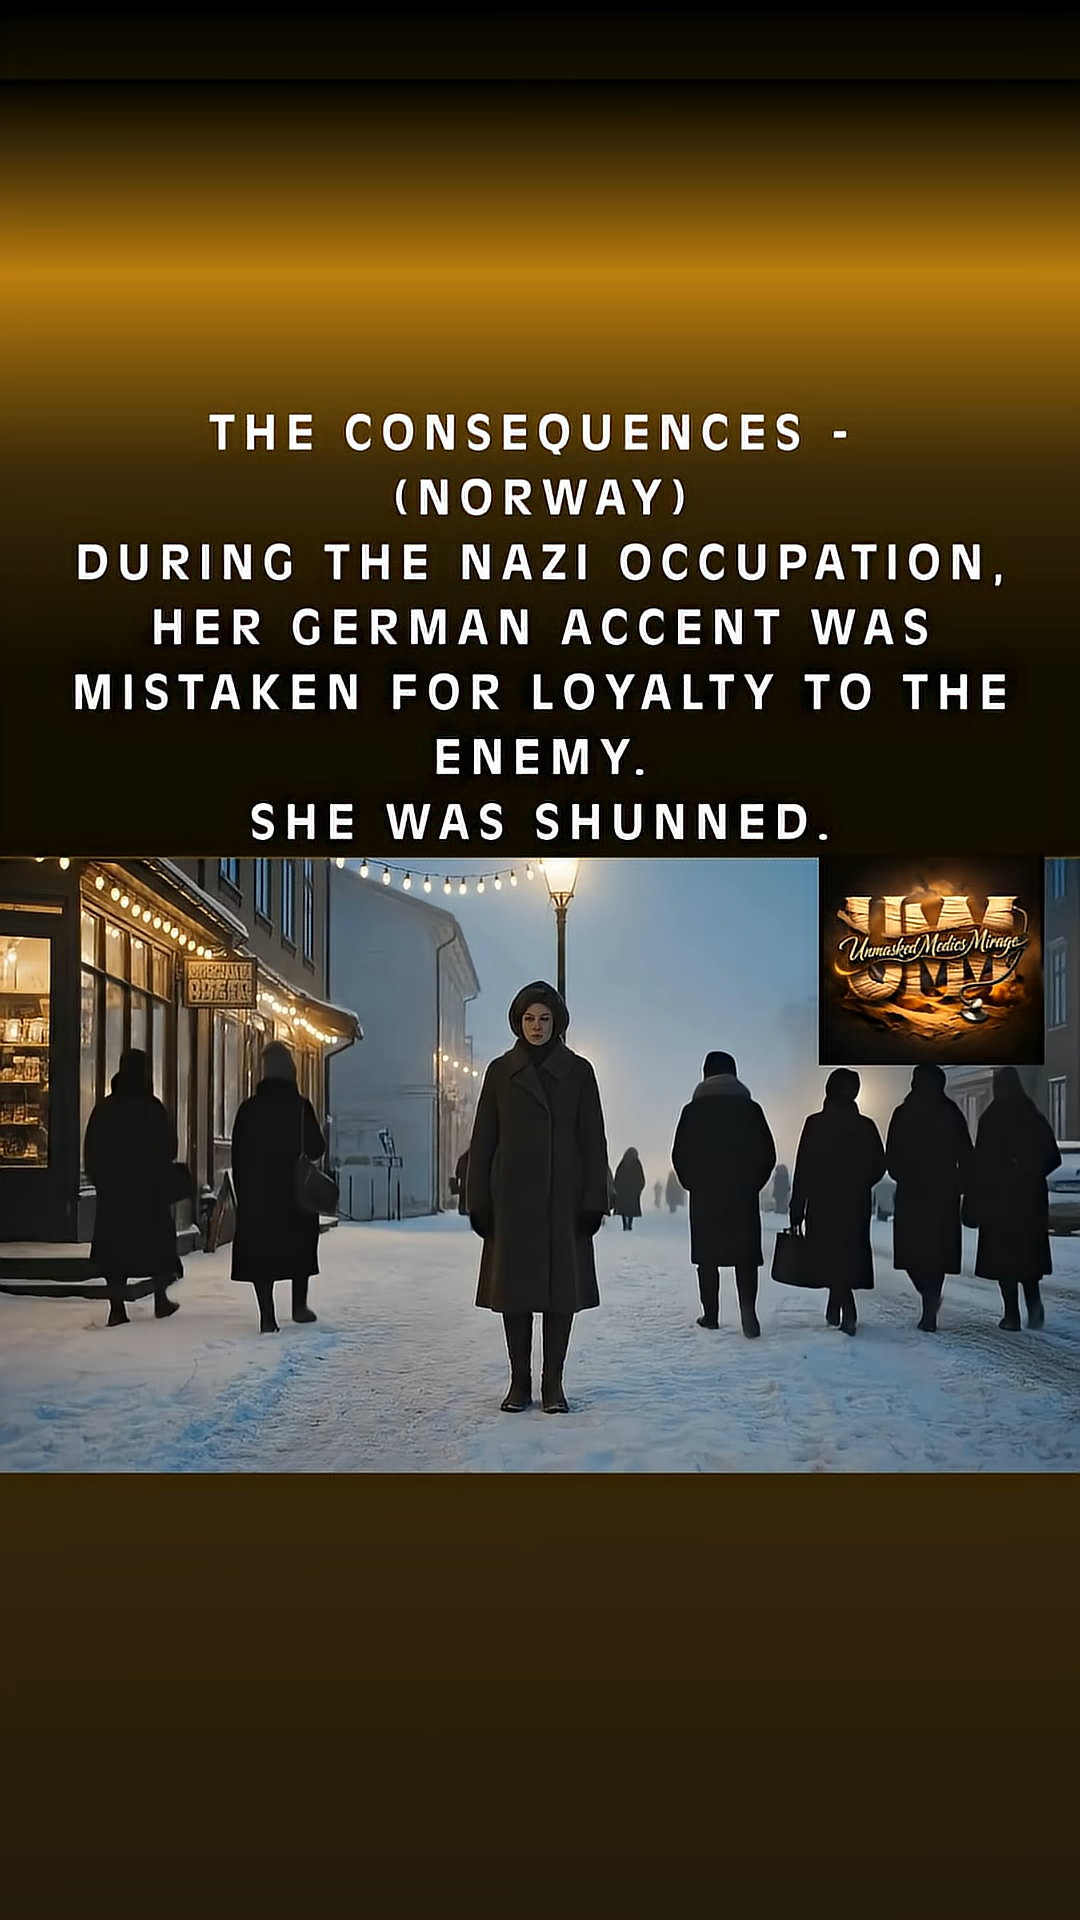 THE CONSEQUENCES -
(NORWAY)
DURING THE NAZI OCCUPATION,
HER GERMAN ACCENT WAS
MISTAKEN FOR LOYALTY TO THE
ENEMY.
SHE WAS SHUNNED.
UMM
Unmasked Medics Mirage